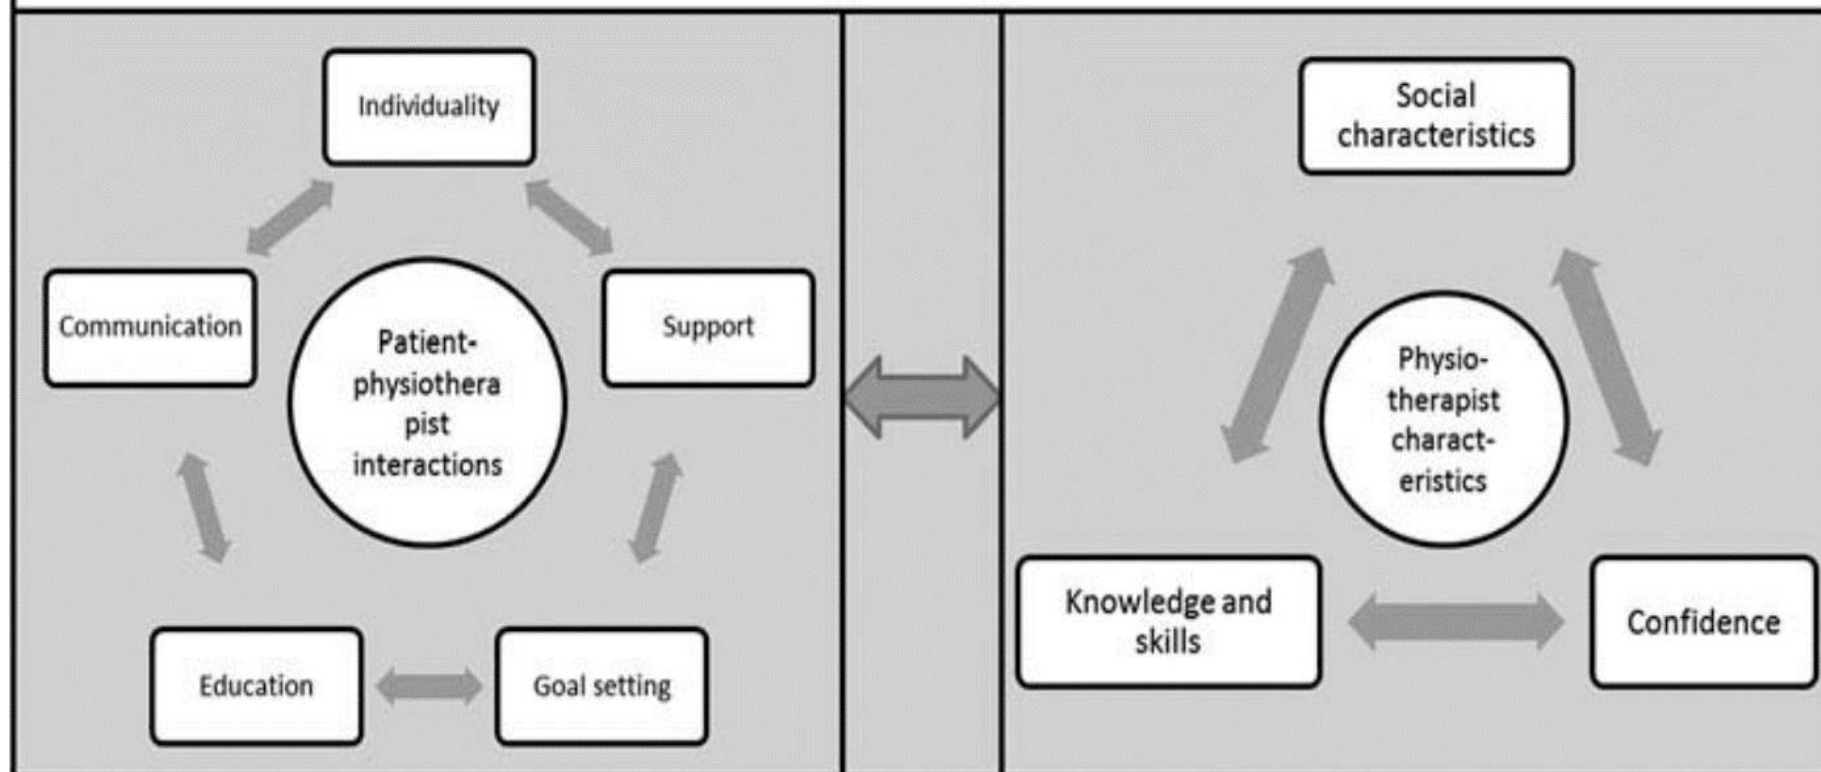 Individuality
Communication
Support
Patient-
physiothera
pist
interactions
Education
Goal setting
Social
characteristics
Physio-
therapist
charact-
eristics
Knowledge and
skills
Confidence